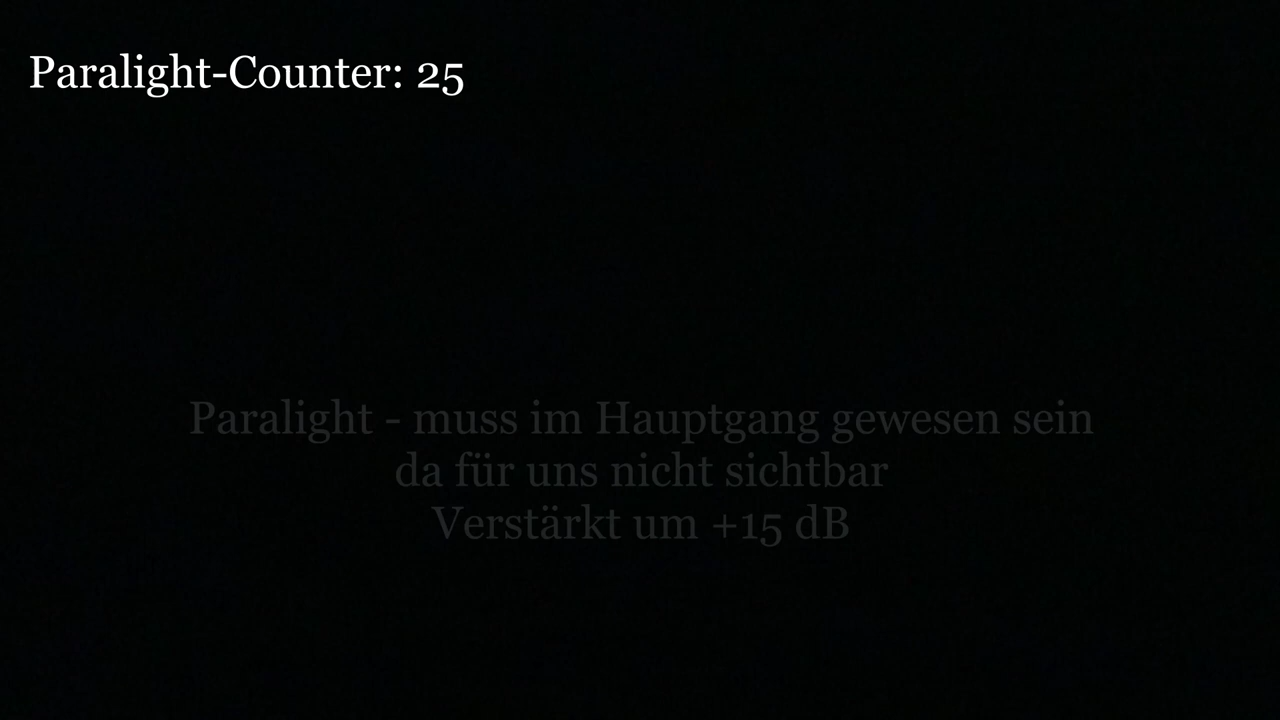 Paralight-Counter: 25
Paralight - muss im Hauptgang gewesen sein
da für uns nicht sichtbar
Verstärkt um +15 dB